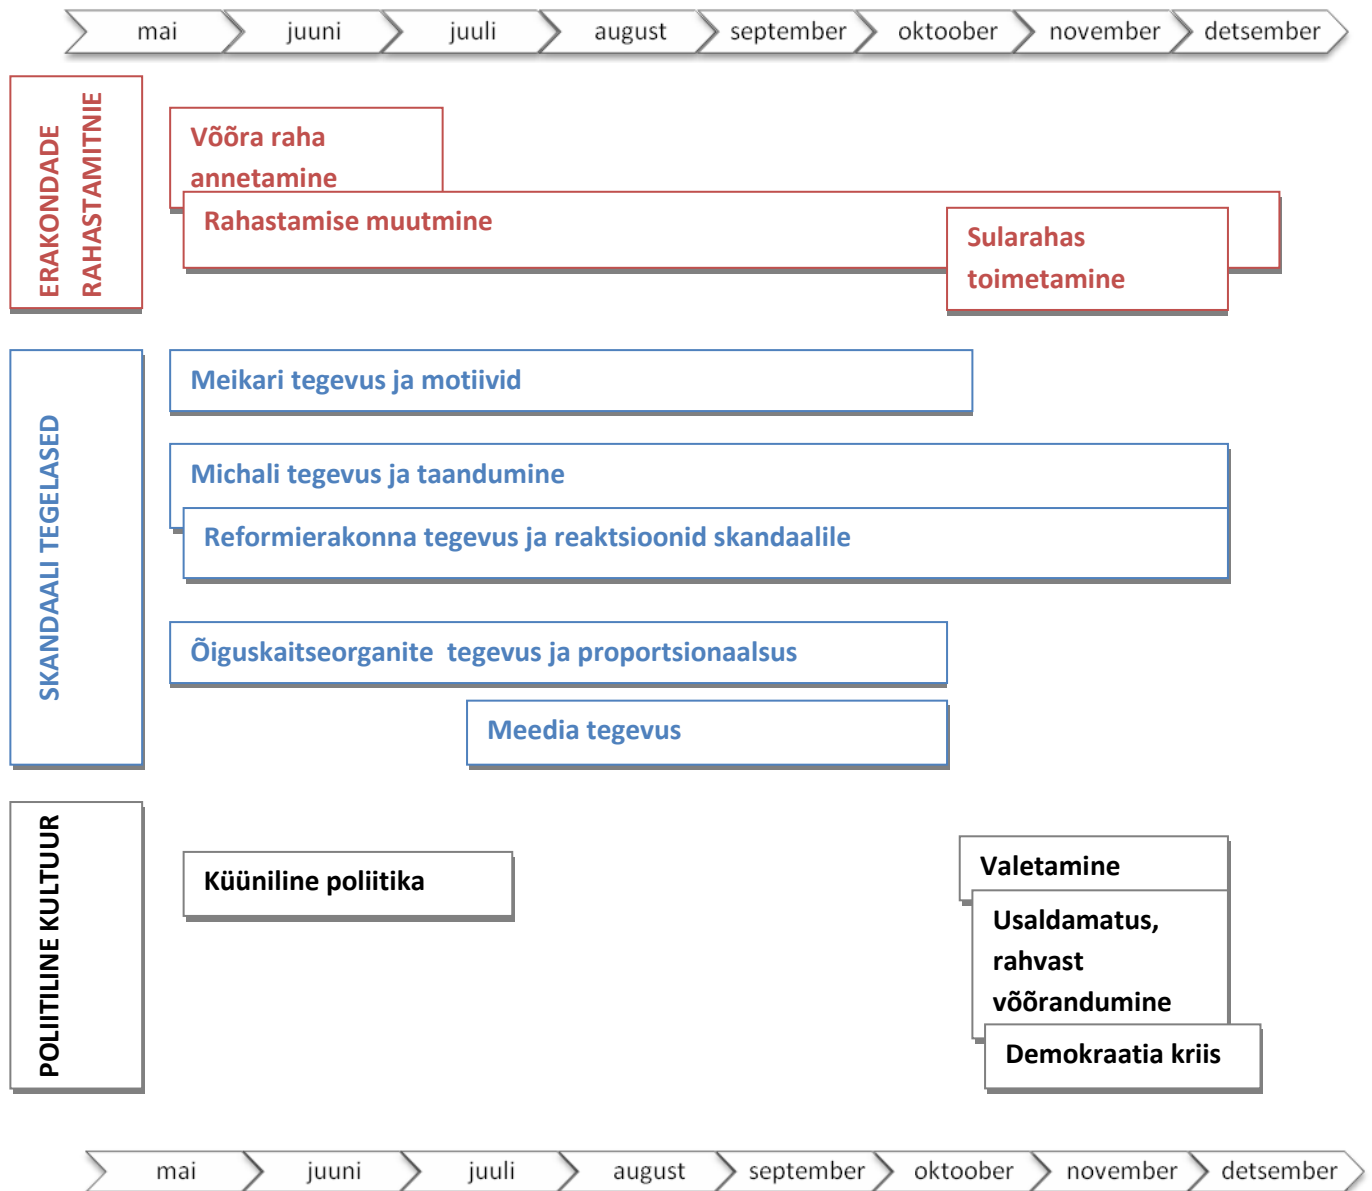 mai juuni juuli august september oktoober november detsember
ERAKONDADE
RAHASTAMITNIE
Võõra raha
annetamine
Rahastamise muutmine
Sularahas
toimetamine
SKANDAALI TEGELASED
Meikari tegevus ja motiivid
Michali tegevus ja taandumine
Reformierakonna tegevus ja reaktsioonid skandaalile
Õiguskaitseorganite tegevus ja proportsionaalsus
Meedia tegevus
POLIITILINE KULTUUR
Küüniline poliitika
Valetamine
Usaldamatus,
rahvast
võõrandumine
Demokraatia kriis
mai juuni juuli august september oktoober november detsember